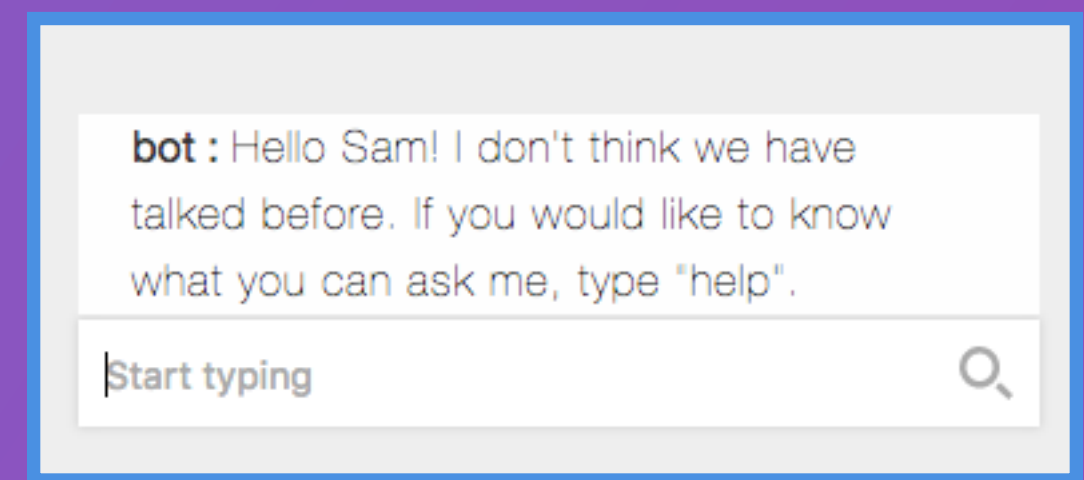 bot : Hello Sam! I don't think we have
talked before. If you would like to know
what you can ask me, type "help".
Start typing